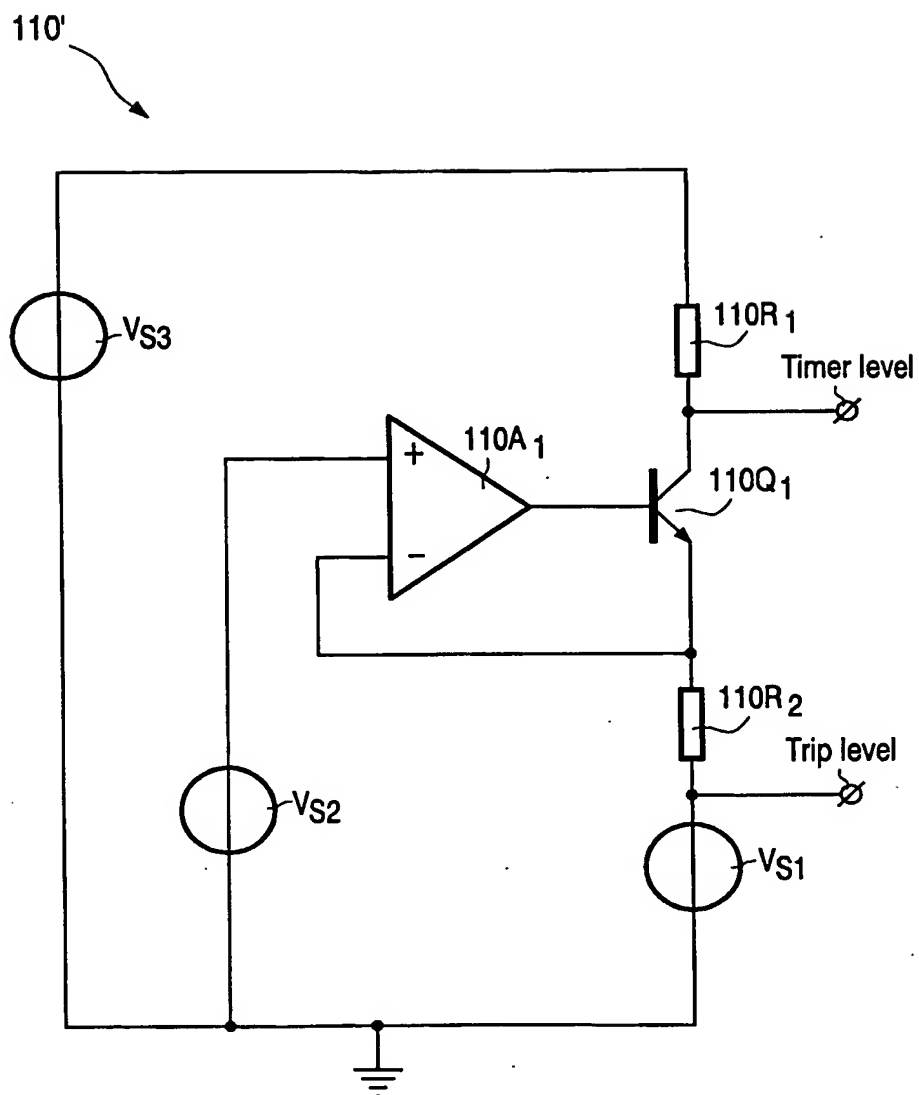 110'
110R1
VS3
Timer level
110A1
+
110Q1
−
110R2
Trip level
VS2
VS1